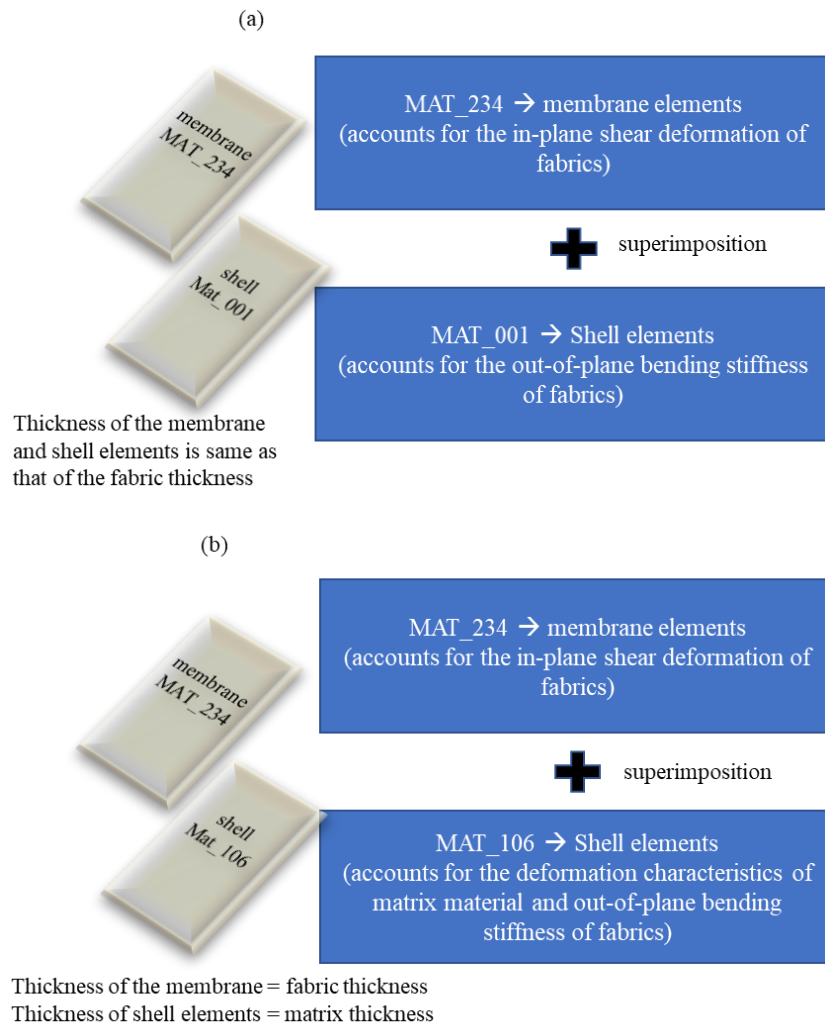 (a)
membrane
MAT_234
MAT_234 → membrane elements
(accounts for the in-plane shear deformation of
fabrics)
superimposition
shell
Mat_001
MAT_001 → Shell elements
(accounts for the out-of-plane bending stiffness
of fabrics)
Thickness of the membrane
and shell elements is same as
that of the fabric thickness
(b)
membrane
MAT_234
MAT_234 → membrane elements
(accounts for the in-plane shear deformation of
fabrics)
superimposition
shell
Mat_106
MAT_106 → Shell elements
(accounts for the deformation characteristics of
matrix material and out-of-plane bending
stiffness of fabrics)
Thickness of the membrane = fabric thickness
Thickness of shell elements = matrix thickness